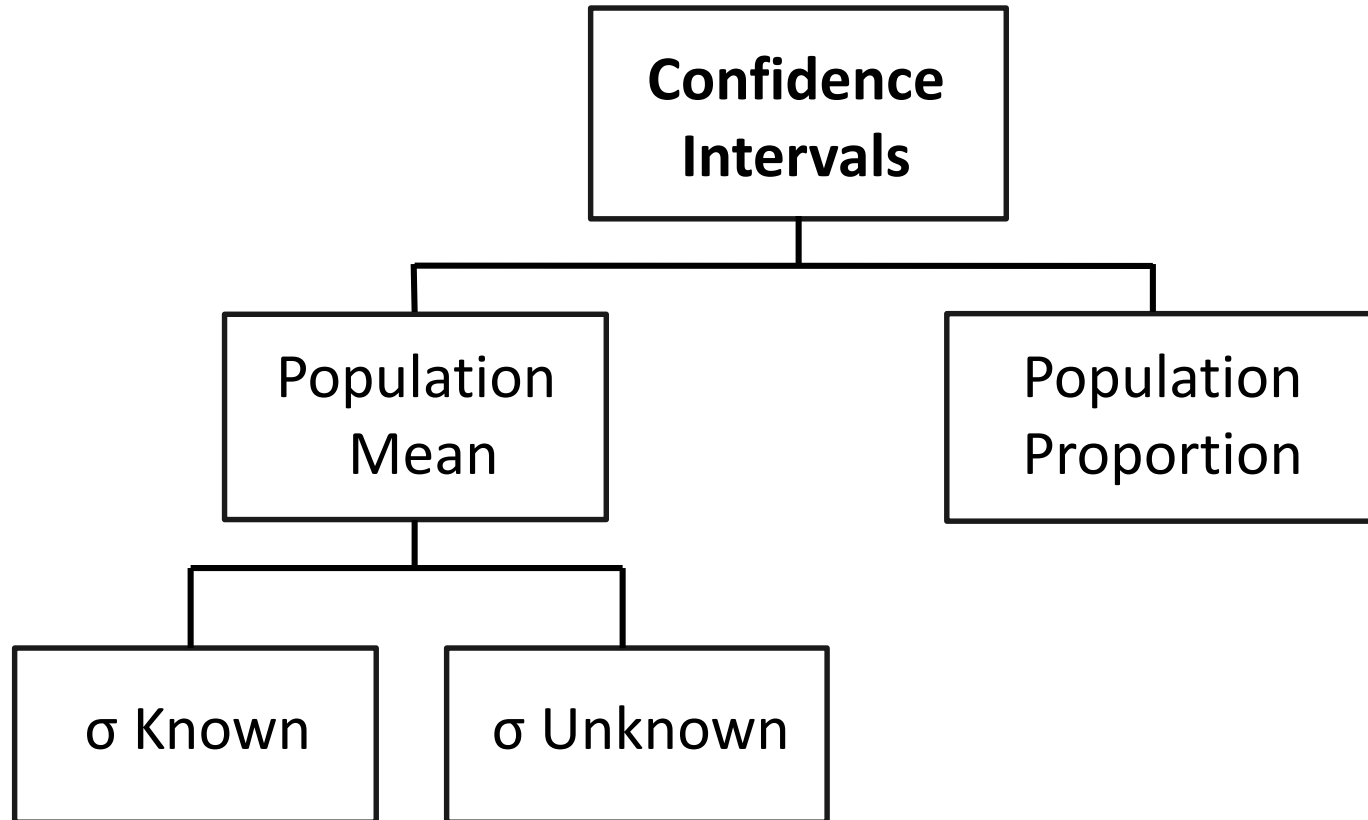 Confidence
Intervals
Population
Mean
Population
Proportion
σ Known
σ Unknown